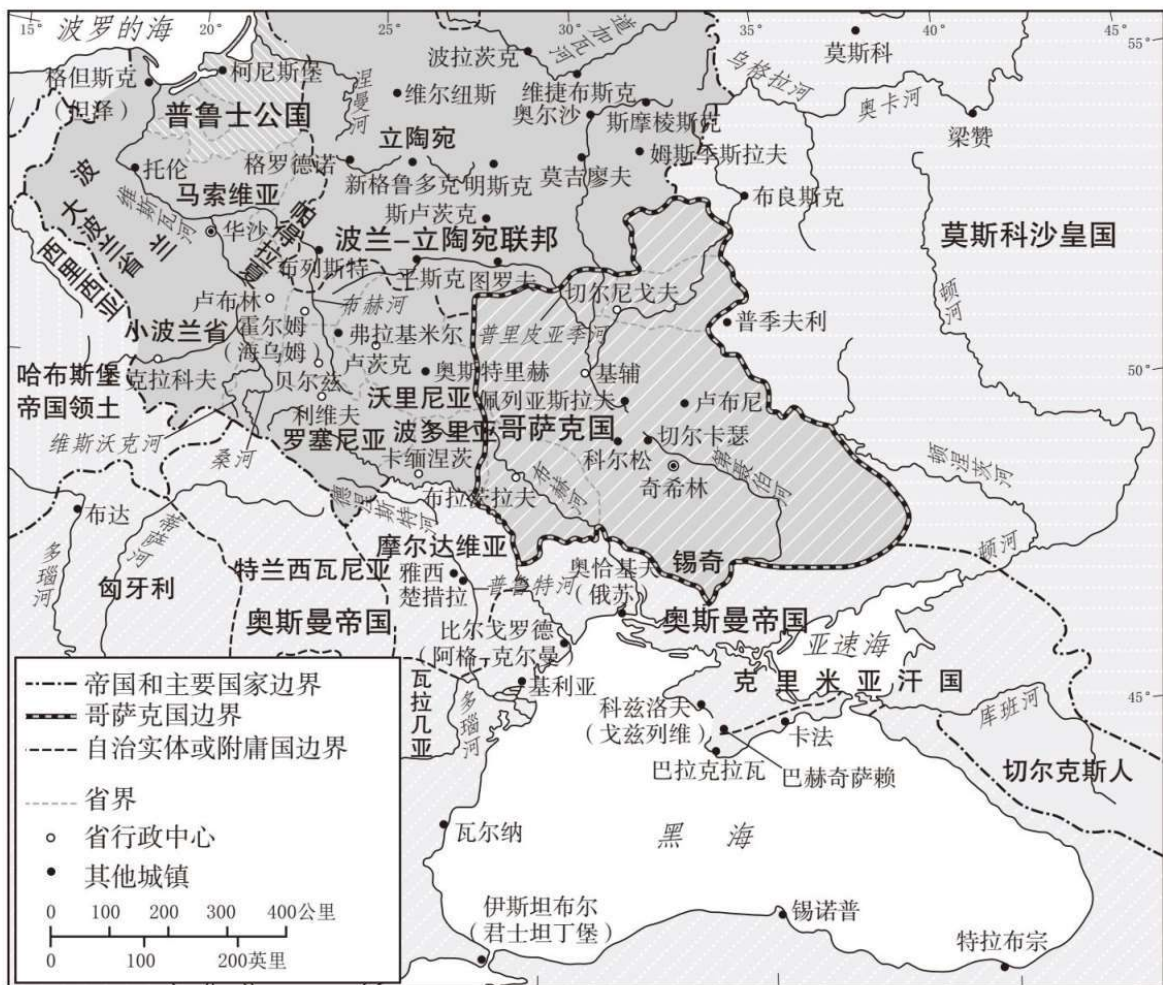 15°
20°
25°
30°
35°
40°
45°
55°
波罗的海
道加瓦河
波拉茨克
莫斯科
格但斯克
（但泽）
柯尼斯堡
涅曼河
维尔纽斯
维捷布斯克
奥尔沙
斯摩棱斯克
乌格拉河
奥卡河
梁赞
普鲁士公国
立陶宛
托伦
格罗德诺
新格鲁多克
明斯克
莫吉廖夫
姆斯季斯拉夫
布良斯克
大波兰省
波兰
马索维亚
维斯瓦河
华沙
斯卢茨克
波兰–立陶宛联邦
莫斯科沙皇国
西里西亚
布列斯特
平斯克
图罗夫
布赫河
切尔尼戈夫
顿河
卢布林
霍尔姆
（海乌姆）
弗拉基米尔
普里皮亚季河
普季夫利
小波兰省
卢茨克
克拉科夫
贝尔兹
奥斯特里赫
基辅
50°
哈布斯堡
帝国领土
利维夫
沃里尼亚
佩列亚斯拉夫
卢布尼
维斯沃克河
桑河
罗塞尼亚
波多里亚
哥萨克国
切尔卡瑟
卡缅涅茨
科尔松
奇希林
第聂伯河
顿涅茨河
布拉茨拉夫
布赫河
德涅斯特河
布达
蒂萨河
多瑙河
匈牙利
特兰西瓦尼亚
摩尔达维亚
雅西
楚措拉
普鲁特河
奥恰基夫
（俄苏）
锡奇
顿河
奥斯曼帝国
奥斯曼帝国
比尔戈罗德
（阿格–克尔曼）
亚速海
基利亚
克里米亚汗国
瓦拉几亚
多瑙河
科兹洛夫
（戈兹列维）
卡法
45°
库班河
巴拉克拉瓦
巴赫奇萨赖
切尔克斯人
瓦尔纳
黑海
伊斯坦布尔
（君士坦丁堡）
锡诺普
特拉布宗
帝国和主要国家边界
哥萨克国边界
自治实体或附庸国边界
省界
省行政中心
其他城镇
0 100 200 300 400公里
0 100 200英里